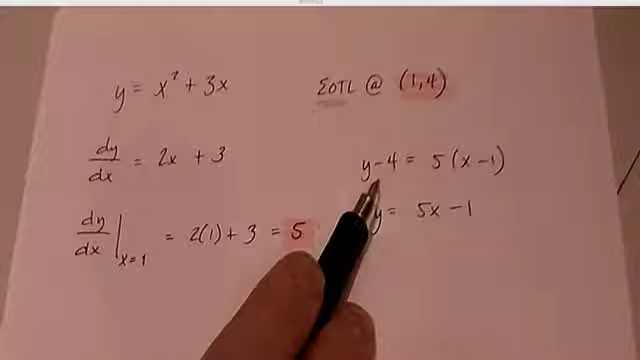 y = x² + 3x
dy/dx = 2x + 3
dy/dx |ₓ₌₁ = 2(1) + 3 = 5
ΣOTL @ (1,4)
y - 4 = 5(x - 1)
y = 5x - 1